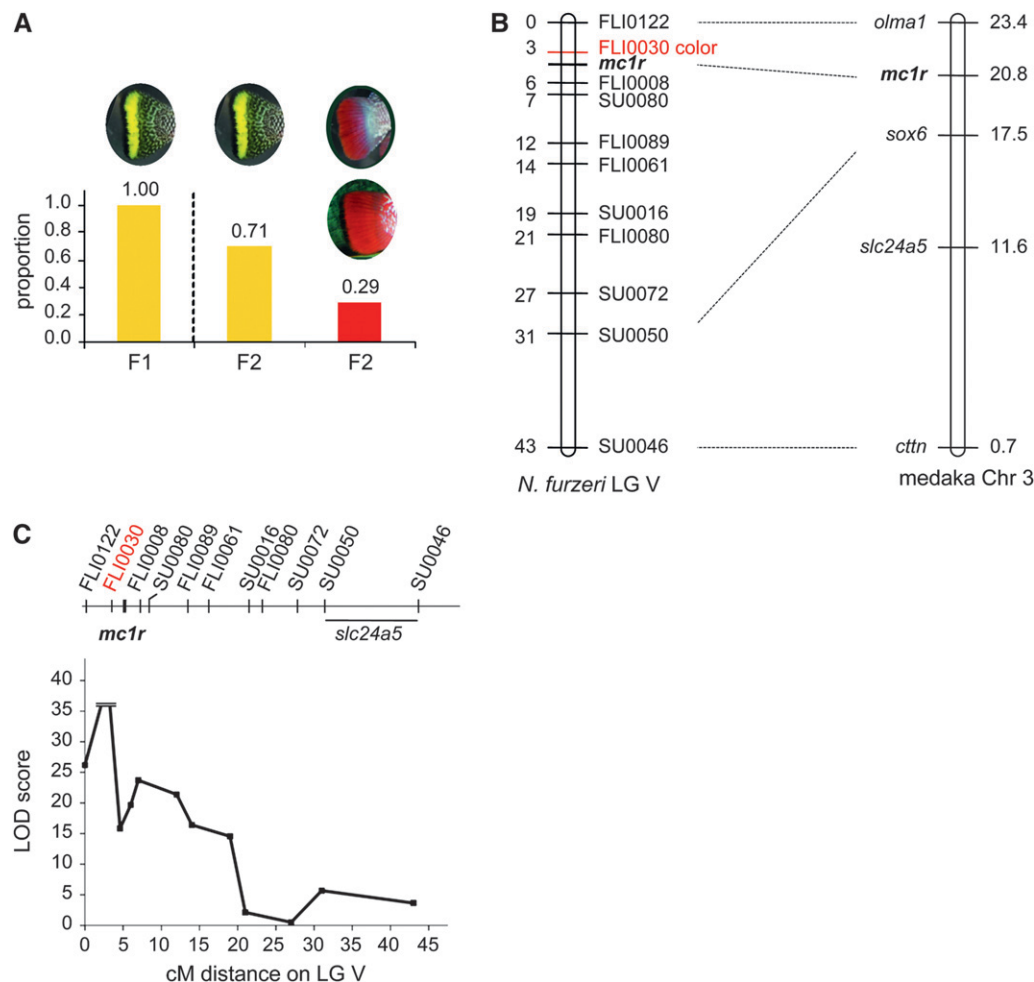 A
proportion
1.0
0.8
0.6
0.4
0.2
0.0
1.00
0.71
0.29
F1
F2
F2
B
0 FLI0122
3 FLI0030 color
mc1r
6 FLI0008
7 SU0080
12 FLI0089
14 FLI0061
19 SU0016
21 FLI0080
27 SU0072
31 SU0050
43 SU0046
N. furzeri LG V
olma1 23.4
mc1r 20.8
sox6 17.5
slc24a5 11.6
cttn 0.7
medaka Chr 3
C
FLI0122
FLI0030
FLI0008
SU0080
FLI0089
FLI0061
SU0016
FLI0080
SU0072
SU0050
SU0046
mc1r
slc24a5
LOD score
40
35
30
25
20
15
10
5
0
0 5 10 15 20 25 30 35 40 45
cM distance on LG V